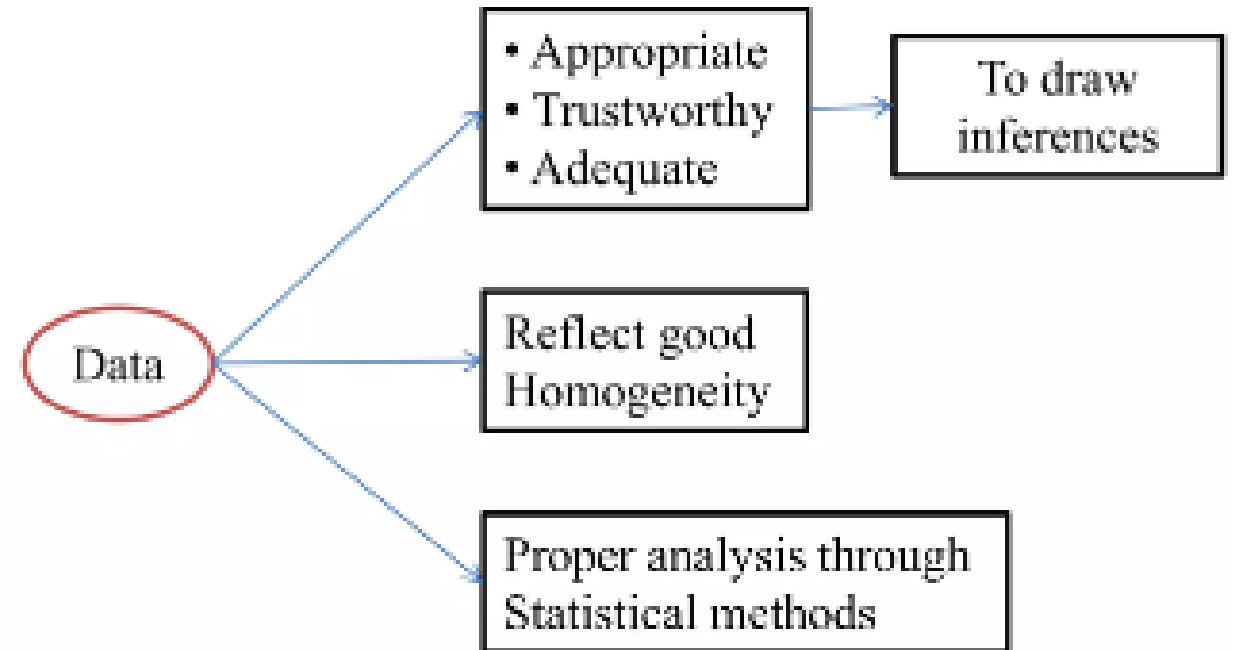 • Appropriate
• Trustworthy
• Adequate
To draw
inferences
Data
Reflect good
Homogeneity
Proper analysis through
Statistical methods